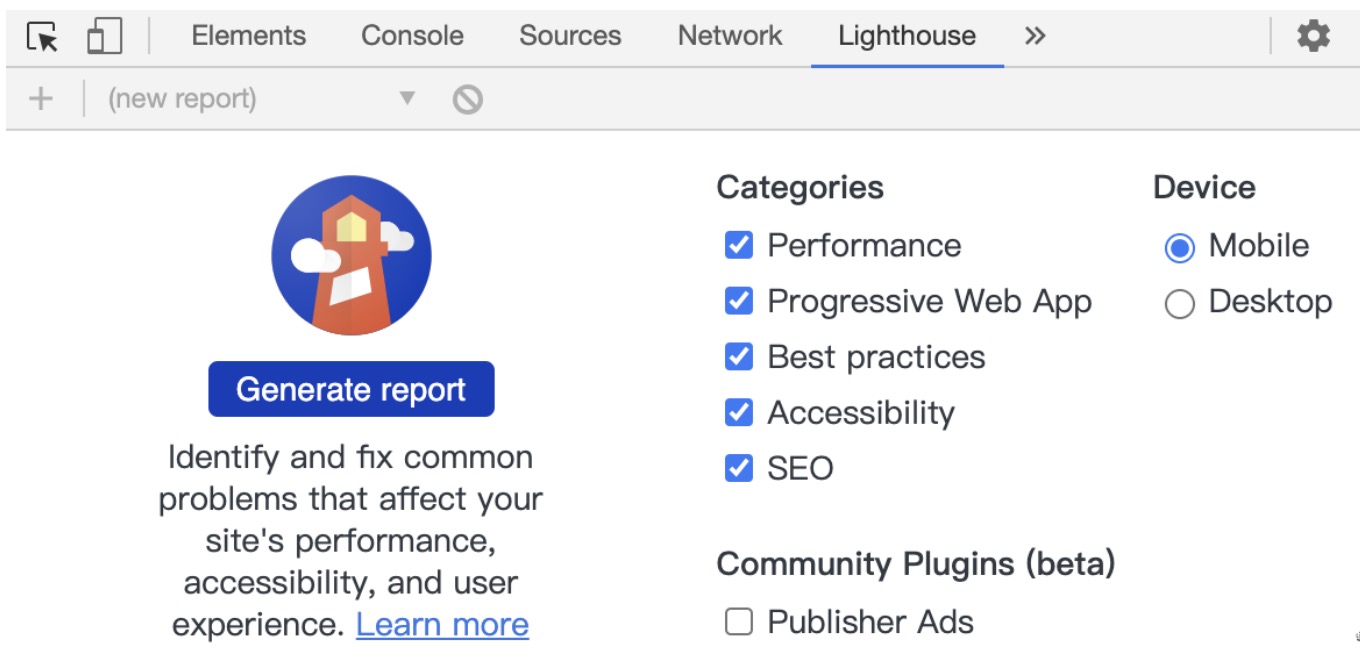 Elements Console Sources Network Lighthouse »
+ (new report) ▼
Categories
Performance
Progressive Web App
Best practices
Accessibility
SEO
Community Plugins (beta)
Publisher Ads
Device
Mobile
Desktop
Generate report
Identify and fix common
problems that affect your
site's performance,
accessibility, and user
experience. Learn more